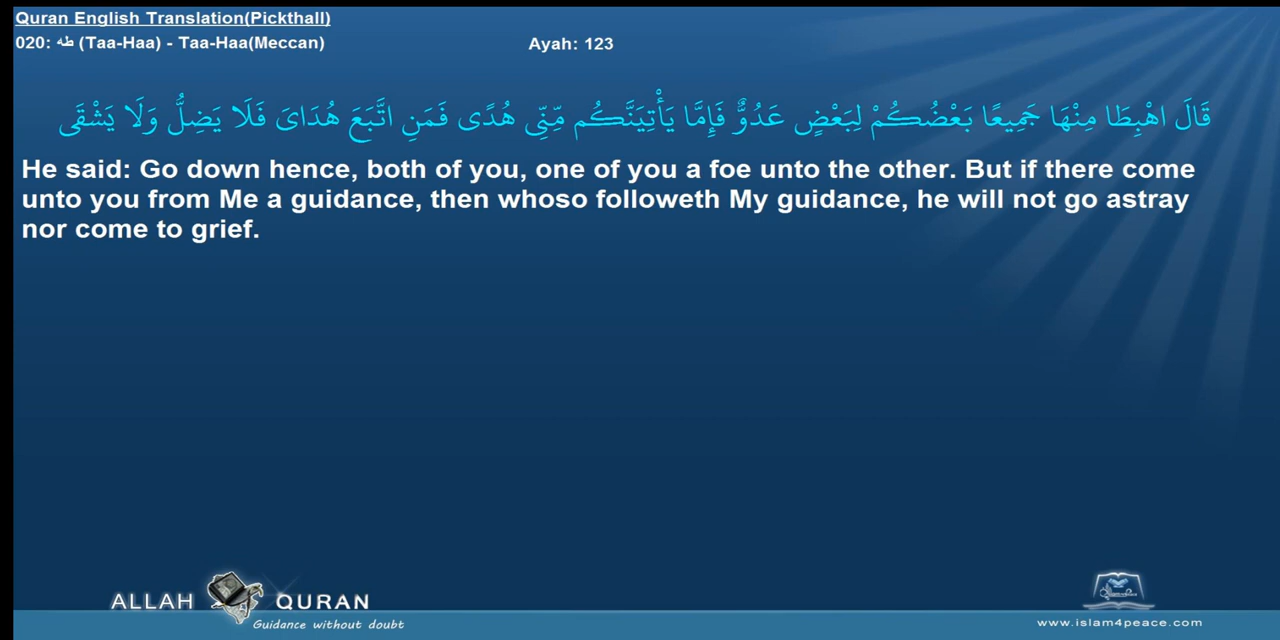 Quran English Translation(Pickthall)
020: طه (Taa-Haa) - Taa-Haa(Meccan)
Ayah: 123
قَالَ اهْبِطَا مِنْهَا جَمِيعًا بَعْضُكُمْ لِبَعْضٍ عَدُوٌّ فَإِمَّا يَأْتِيَنَّكُم مِّنِّى هُدًى فَمَنِ اتَّبَعَ هُدَاىَ فَلَا يَضِلُّ وَلَا يَشْقَى
He said: Go down hence, both of you, one of you a foe unto the other. But if there come
unto you from Me a guidance, then whoso followeth My guidance, he will not go astray
nor come to grief.
ALLAH QURAN
Guidance without doubt
www.islam4peace.com